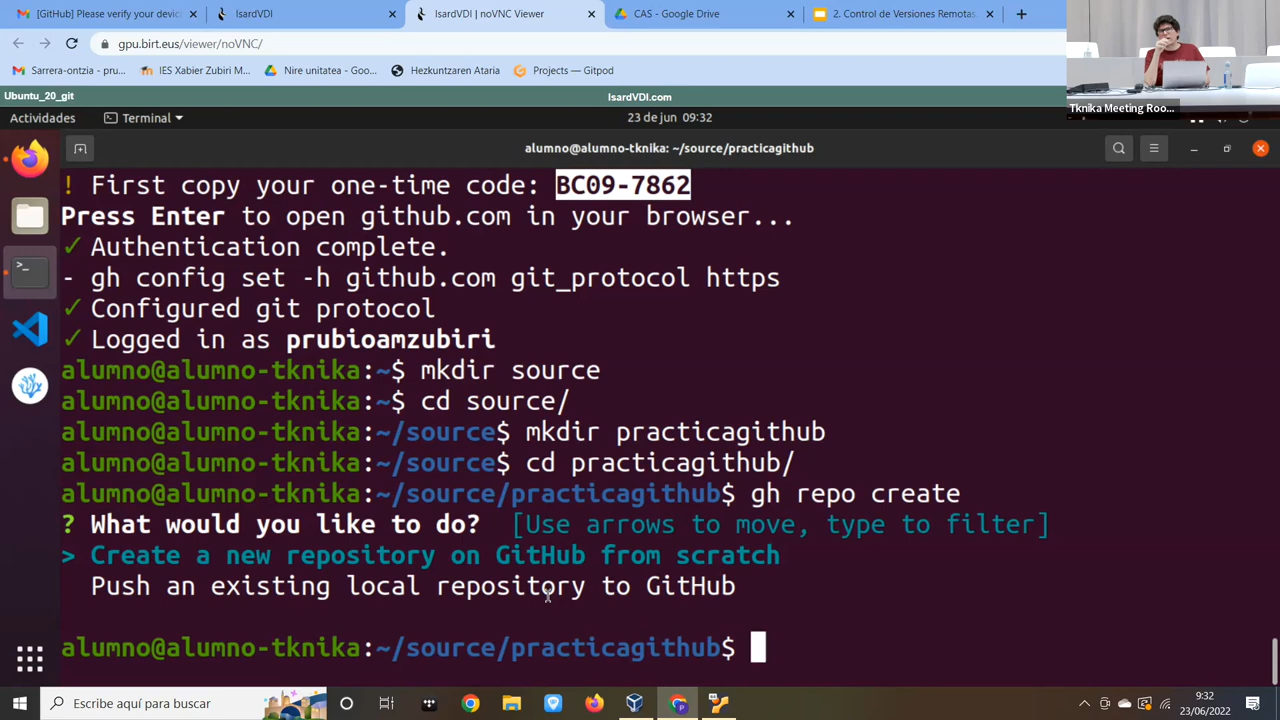 [GitHub] Please verify your devic
IsardVDI
IsardVDI | noVNC Viewer
CAS - Google Drive
2. Control de Versiones Remotas.
gpu.birt.eus/viewer/noVNC/
Sarrera-ontzia - pru...
IES Xabier Zubiri M...
Nire unitatea - Goo...
Hezkuntzaren Ataria
Projects — Gitpod
Ubuntu_20_git
IsardVDI.com
Tknika Meeting Roo...
Actividades
Terminal
23 de jun 09:32
alumno@alumno-tknika: ~/source/practicagithub
! First copy your one-time code: BC09-7862
Press Enter to open github.com in your browser...
✓ Authentication complete.
- gh config set -h github.com git_protocol https
✓ Configured git protocol
✓ Logged in as prubioamzubiri
alumno@alumno-tknika:~$ mkdir source
alumno@alumno-tknika:~$ cd source/
alumno@alumno-tknika:~/source$ mkdir practicagithub
alumno@alumno-tknika:~/source$ cd practicagithub/
alumno@alumno-tknika:~/source/practicagithub$ gh repo create
? What would you like to do? [Use arrows to move, type to filter]
> Create a new repository on GitHub from scratch
Push an existing local repository to GitHub
alumno@alumno-tknika:~/source/practicagithub$
Escribe aquí para buscar
9:32
23/06/2022